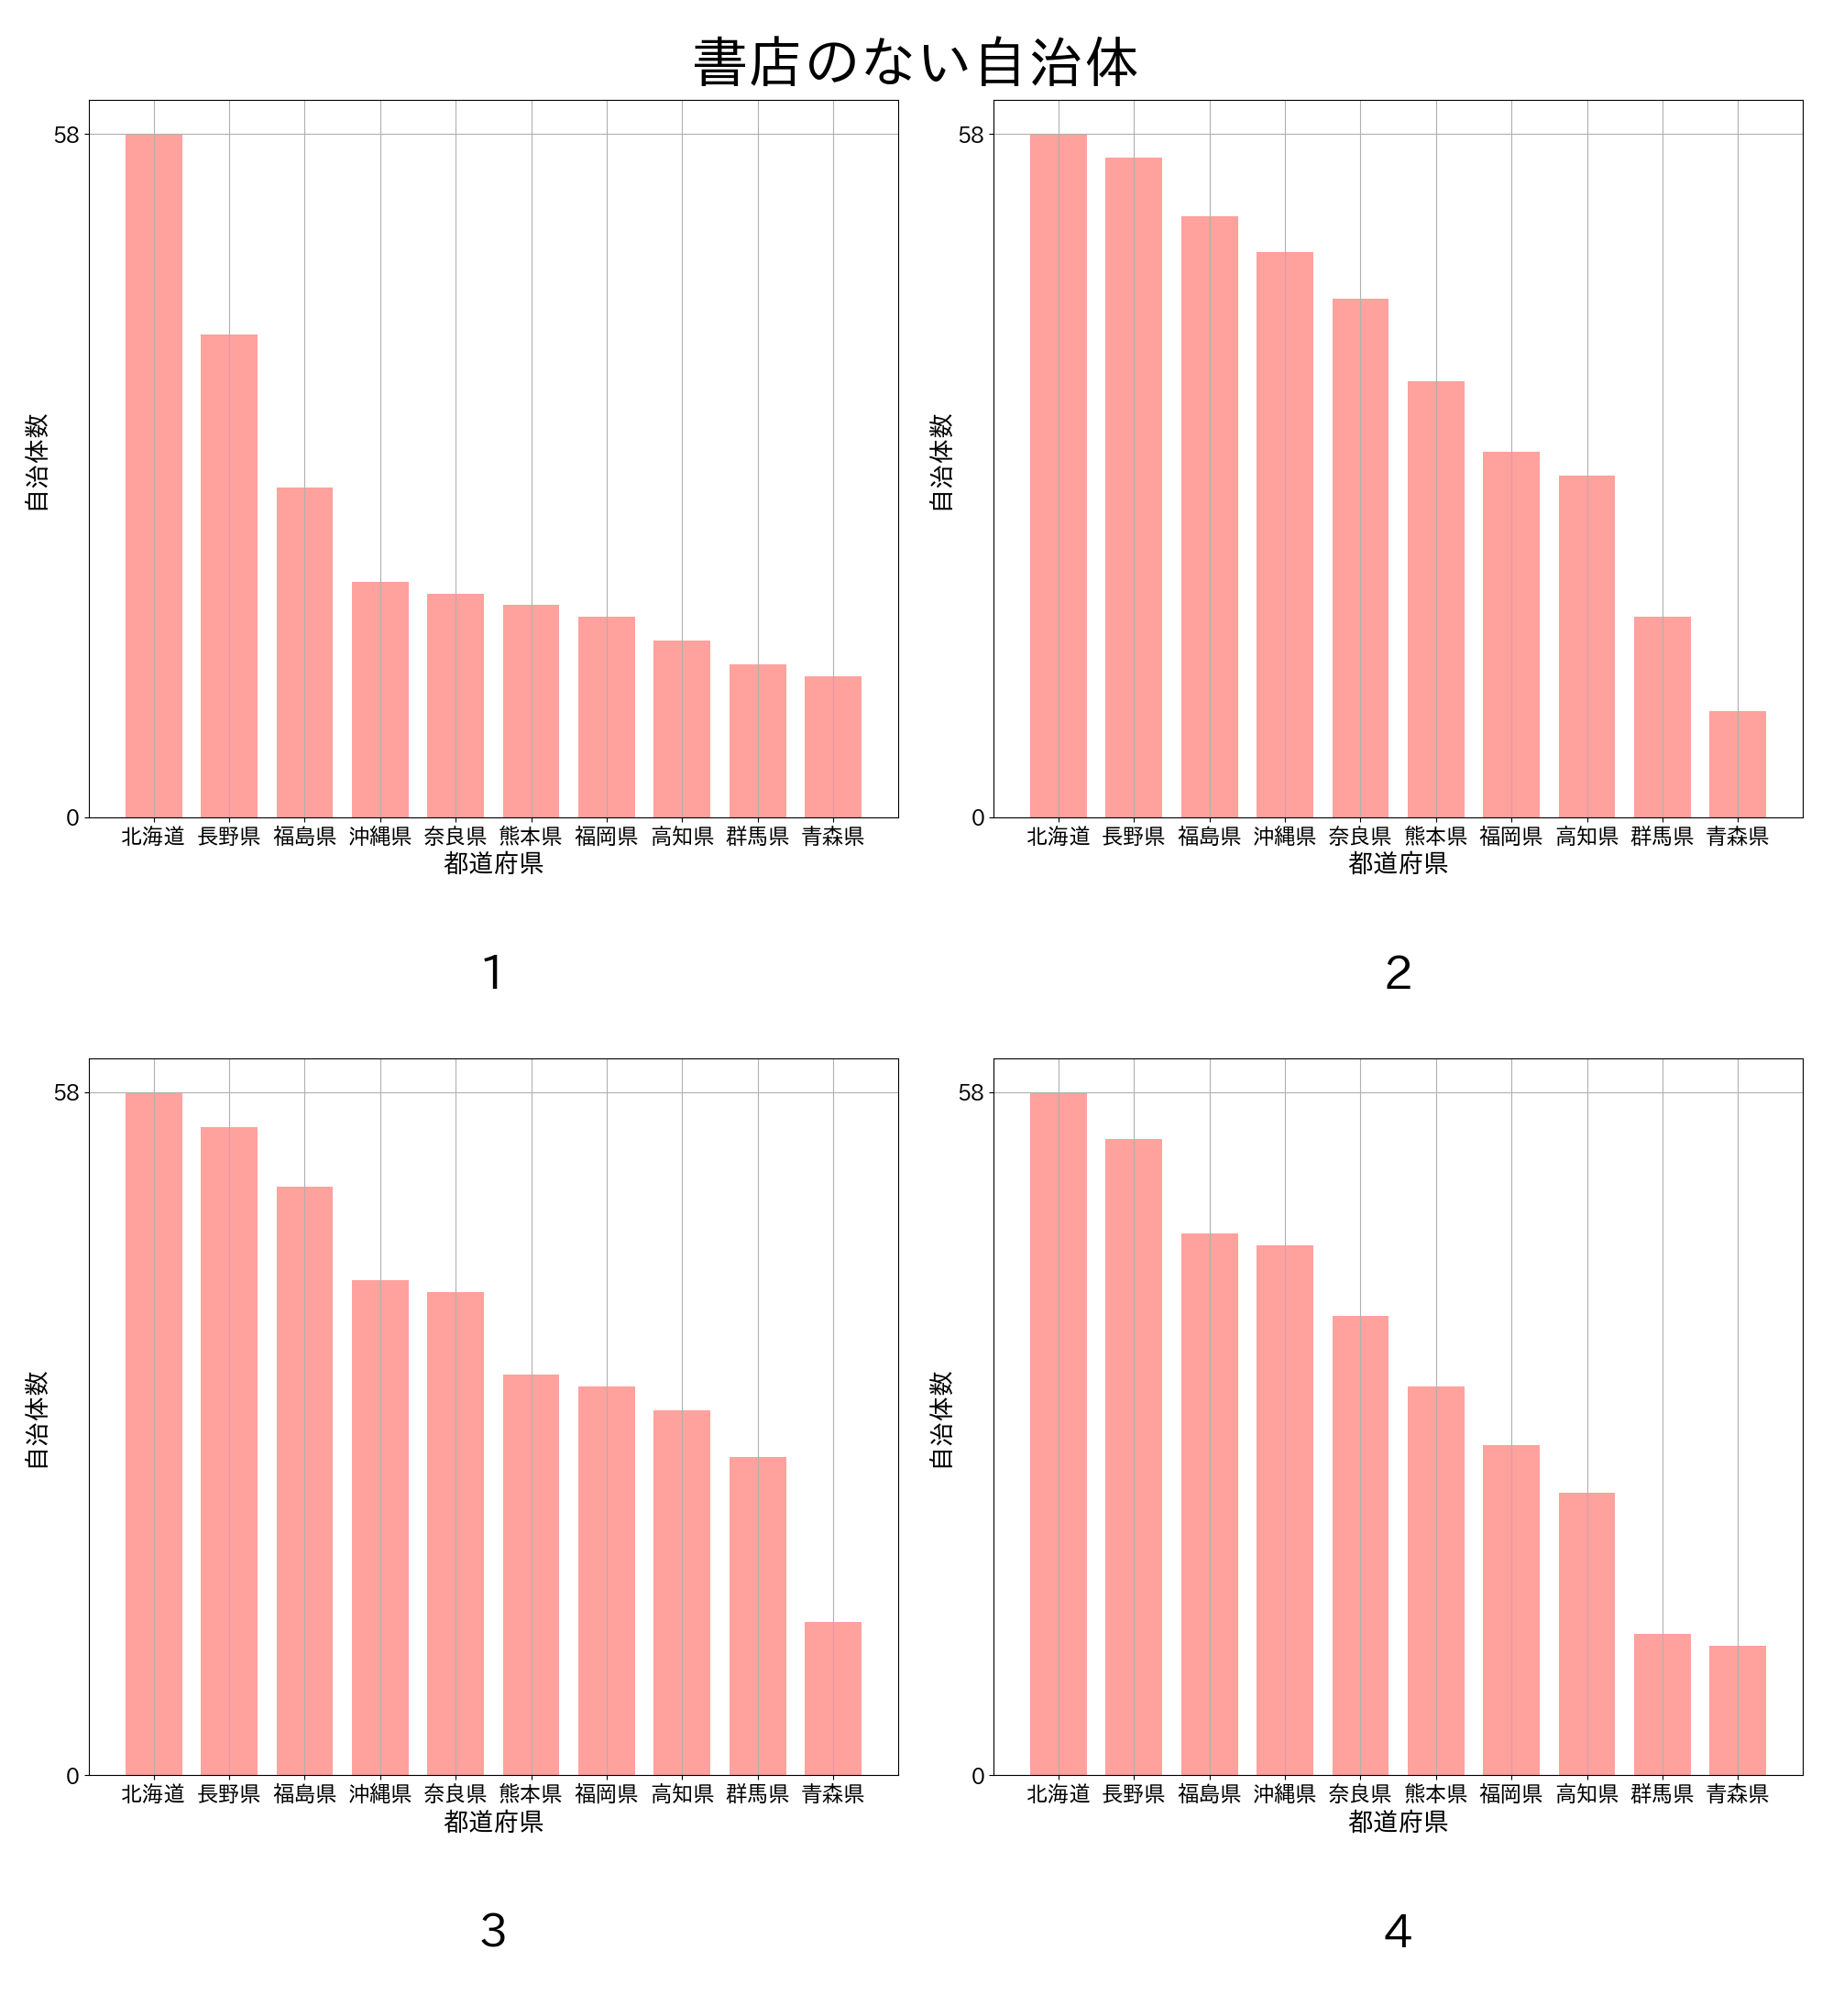 書店のない自治体
58
0
自治体数
北海道 長野県 福島県 沖縄県 奈良県 熊本県 福岡県 高知県 群馬県 青森県
都道府県
1
58
0
自治体数
北海道 長野県 福島県 沖縄県 奈良県 熊本県 福岡県 高知県 群馬県 青森県
都道府県
2
58
0
自治体数
北海道 長野県 福島県 沖縄県 奈良県 熊本県 福岡県 高知県 群馬県 青森県
都道府県
3
58
0
自治体数
北海道 長野県 福島県 沖縄県 奈良県 熊本県 福岡県 高知県 群馬県 青森県
都道府県
4